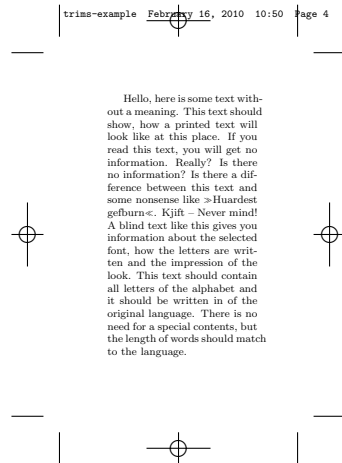 trims-example February 16, 2010 10:50 Page 4
Hello, here is some text with-
out a meaning. This text should
show, how a printed text will
look like at this place. If you
read this text, you will get no
information. Really? Is there
no information? Is there a dif-
ference between this text and
some nonsense like ≫Huardest
gefburn≪. Kjift – Never mind!
A blind text like this gives you
information about the selected
font, how the letters are writ-
ten and the impression of the
look. This text should contain
all letters of the alphabet and
it should be written in of the
original language. There is no
need for a special contents, but
the length of words should match
to the language.